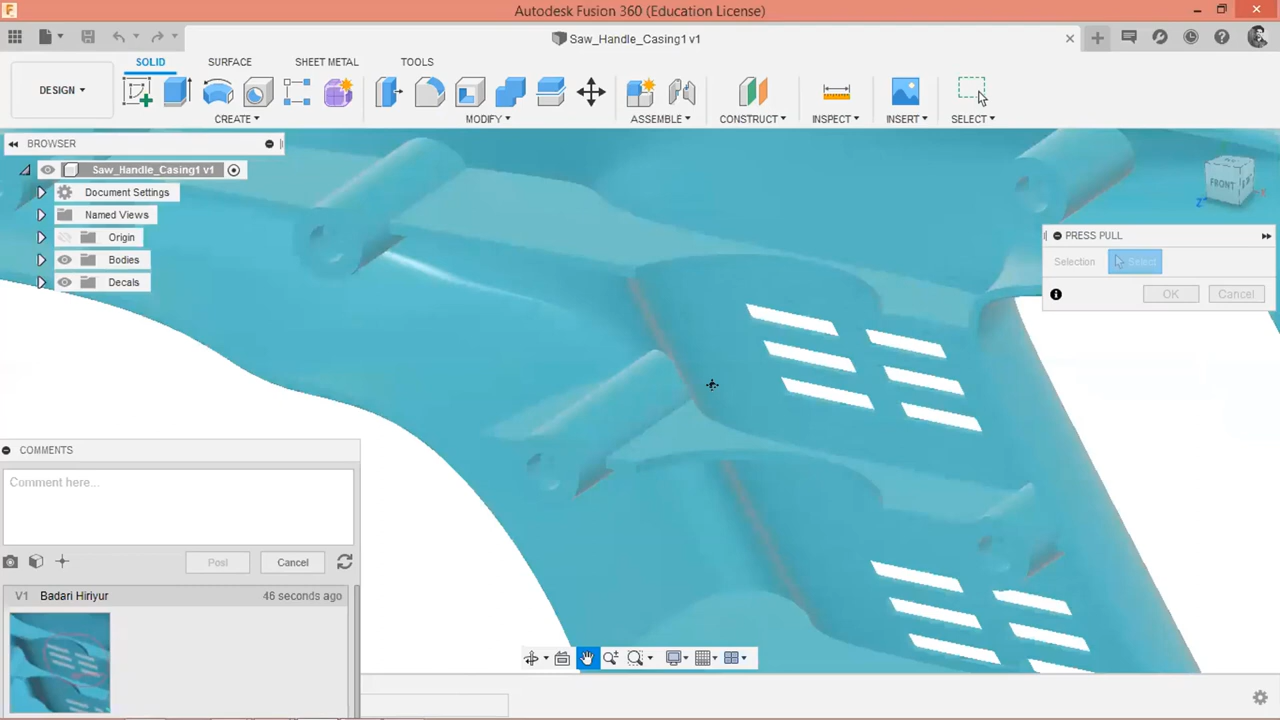 Autodesk Fusion 360 (Education License)
Saw_Handle_Casing1 v1
SOLID SURFACE SHEET METAL TOOLS
DESIGN
CREATE MODIFY ASSEMBLE CONSTRUCT INSPECT INSERT SELECT
BROWSER
Saw_Handle_Casing1 v1
Document Settings
Named Views
Origin
Bodies
Decals
FRONT
Z
PRESS PULL
Selection Select
OK Cancel
COMMENTS
Comment here...
Post Cancel
V1 Badari Hiriyur 46 seconds ago